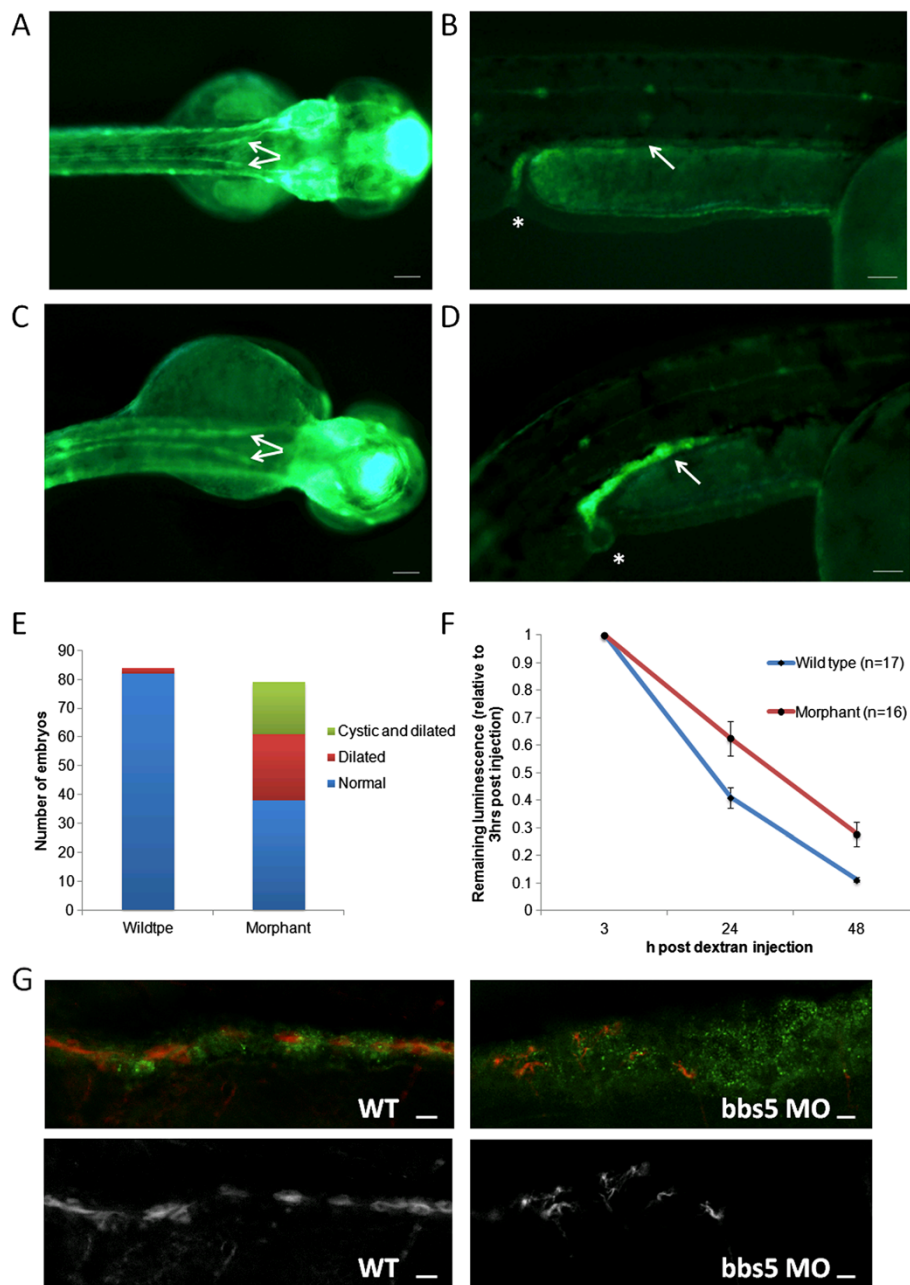 A
B
*
C
D
*
E
90
80
70
60
50
40
30
20
10
0
Number of embryos
Wildtpe
Morphant
Cystic and dilated
Dilated
Normal
F
1
0.9
0.8
0.7
0.6
0.5
0.4
0.3
0.2
0.1
0
Remaining luminescence (relative to
3hrs post injection)
3
24
48
h post dextran injection
Wild type (n=17)
Morphant (n=16)
G
WT
bbs5 MO
WT
bbs5 MO